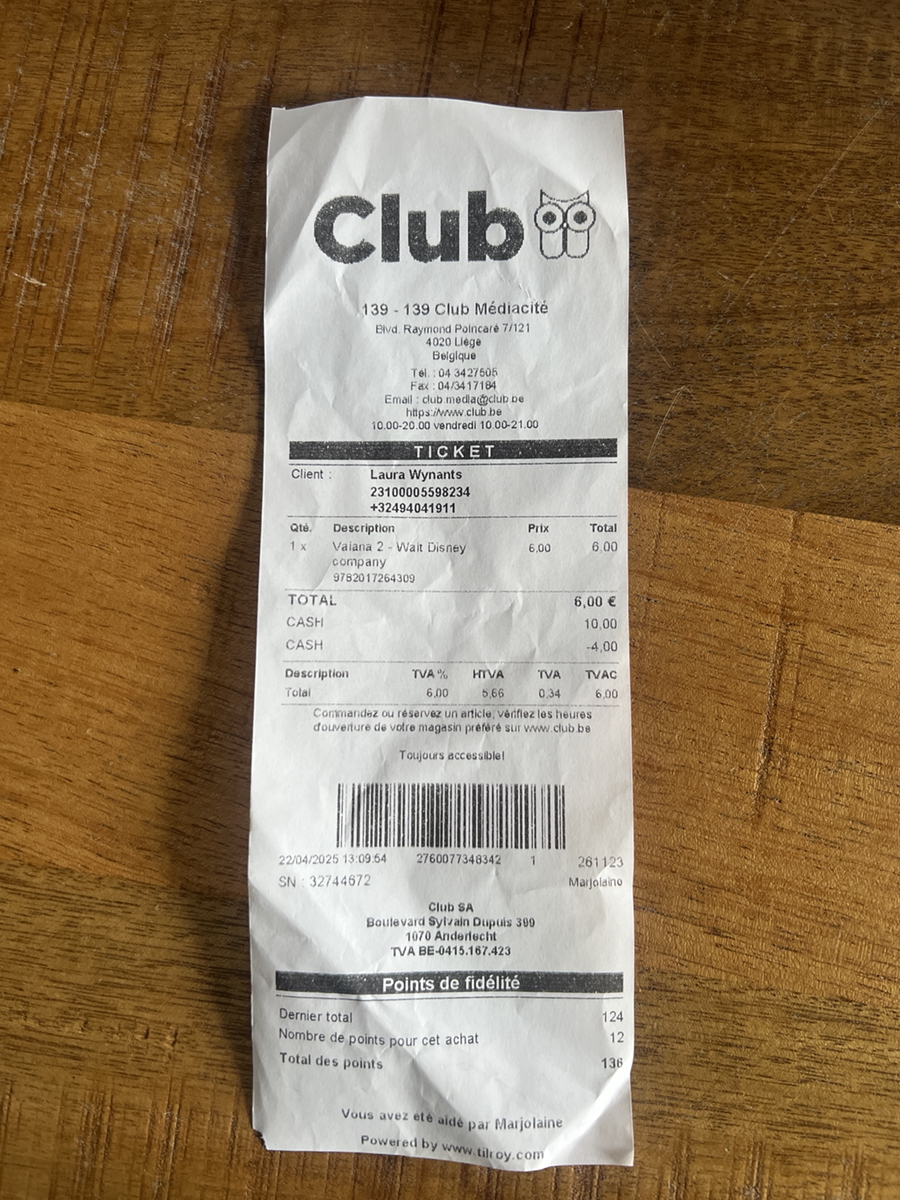 Club
139 - 139 Club Médiacité
Blvd. Raymond Poincaré 7/121
4020 Liège
Belgique
Tél. : 04 3427505
Fax : 04/3417184
Email : club.media@club.be
https://www.club.be
10.00-20.00 vendredi 10.00-21.00
TICKET
Client : Laura Wynants
23100005598234
+32494041911
Qté. Description Prix Total
1 x Vaiana 2 - Walt Disney 6,00 6,00
company
9782017264309
TOTAL 6,00 €
CASH 10,00
CASH -4,00
Description TVA % HTVA TVA TVAC
Total 6,00 5,66 0,34 6,00
Commandez ou réservez un article, vérifiez les heures
d'ouverture de votre magasin préféré sur www.club.be
Toujours accessible!
22/04/2025 13:09:54 2760077348342 1 261123
SN : 32744672 Marjolaine
Club SA
Boulevard Sylvain Dupuis 399
1070 Anderlecht
TVA BE-0415.167.423
Points de fidélité
Dernier total 124
Nombre de points pour cet achat 12
Total des points 136
Vous avez été aidé par Marjolaine
Powered by www.tilroy.com